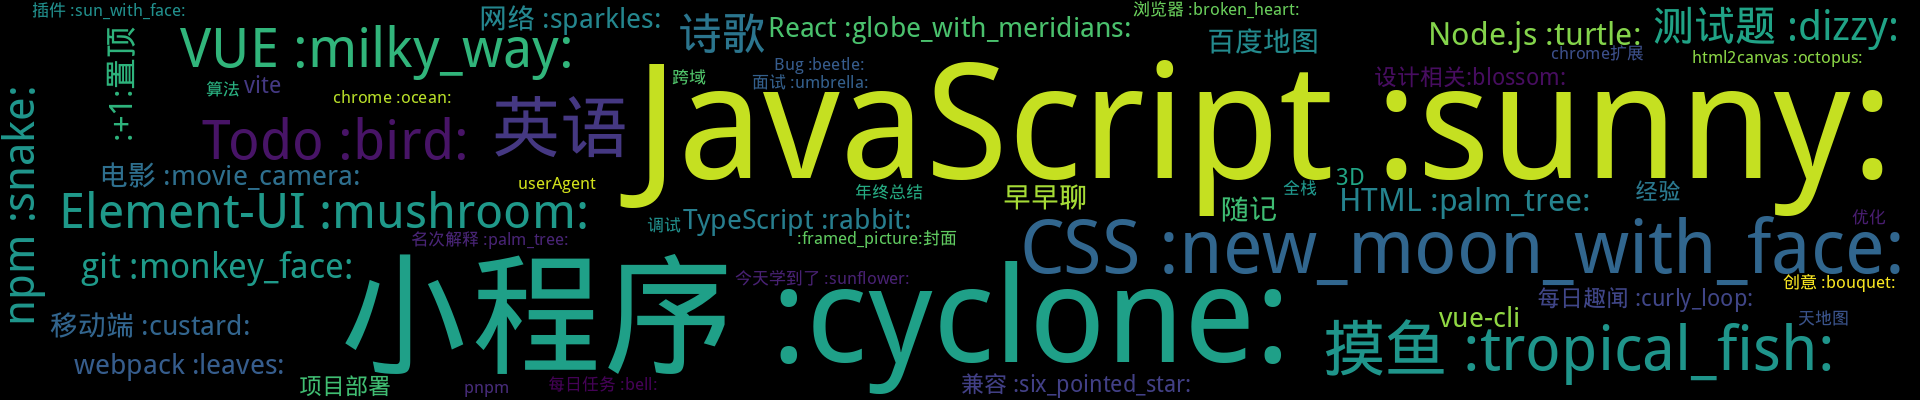 插件 :sun_with_face:
网络 :sparkles:
诗歌
React :globe_with_meridians:
浏览器 :broken_heart:
Node.js :turtle:
测试题 :dizzy:
:+1:置顶
VUE :milky_way:
百度地图
chrome扩展
html2canvas :octopus:
算法
vite
跨域
Bug :beetle:
面试 :umbrella:
设计相关:blossom:
chrome :ocean:
npm :snake:
Todo :bird:
英语
JavaScript :sunny:
电影 :movie_camera:
userAgent
年终总结
早早聊
全栈
3D
HTML :palm_tree:
经验
Element-UI :mushroom:
调试
TypeScript :rabbit:
随记
优化
名次解释 :palm_tree:
:framed_picture:封面
CSS :new_moon_with_face:
git :monkey_face:
小程序 :cyclone:
今天学到了 :sunflower:
创意 :bouquet:
每日趣闻 :curly_loop:
移动端 :custard:
vue-cli
天地图
摸鱼 :tropical_fish:
webpack :leaves:
项目部署
pnpm
每日任务 :bell:
兼容 :six_pointed_star: